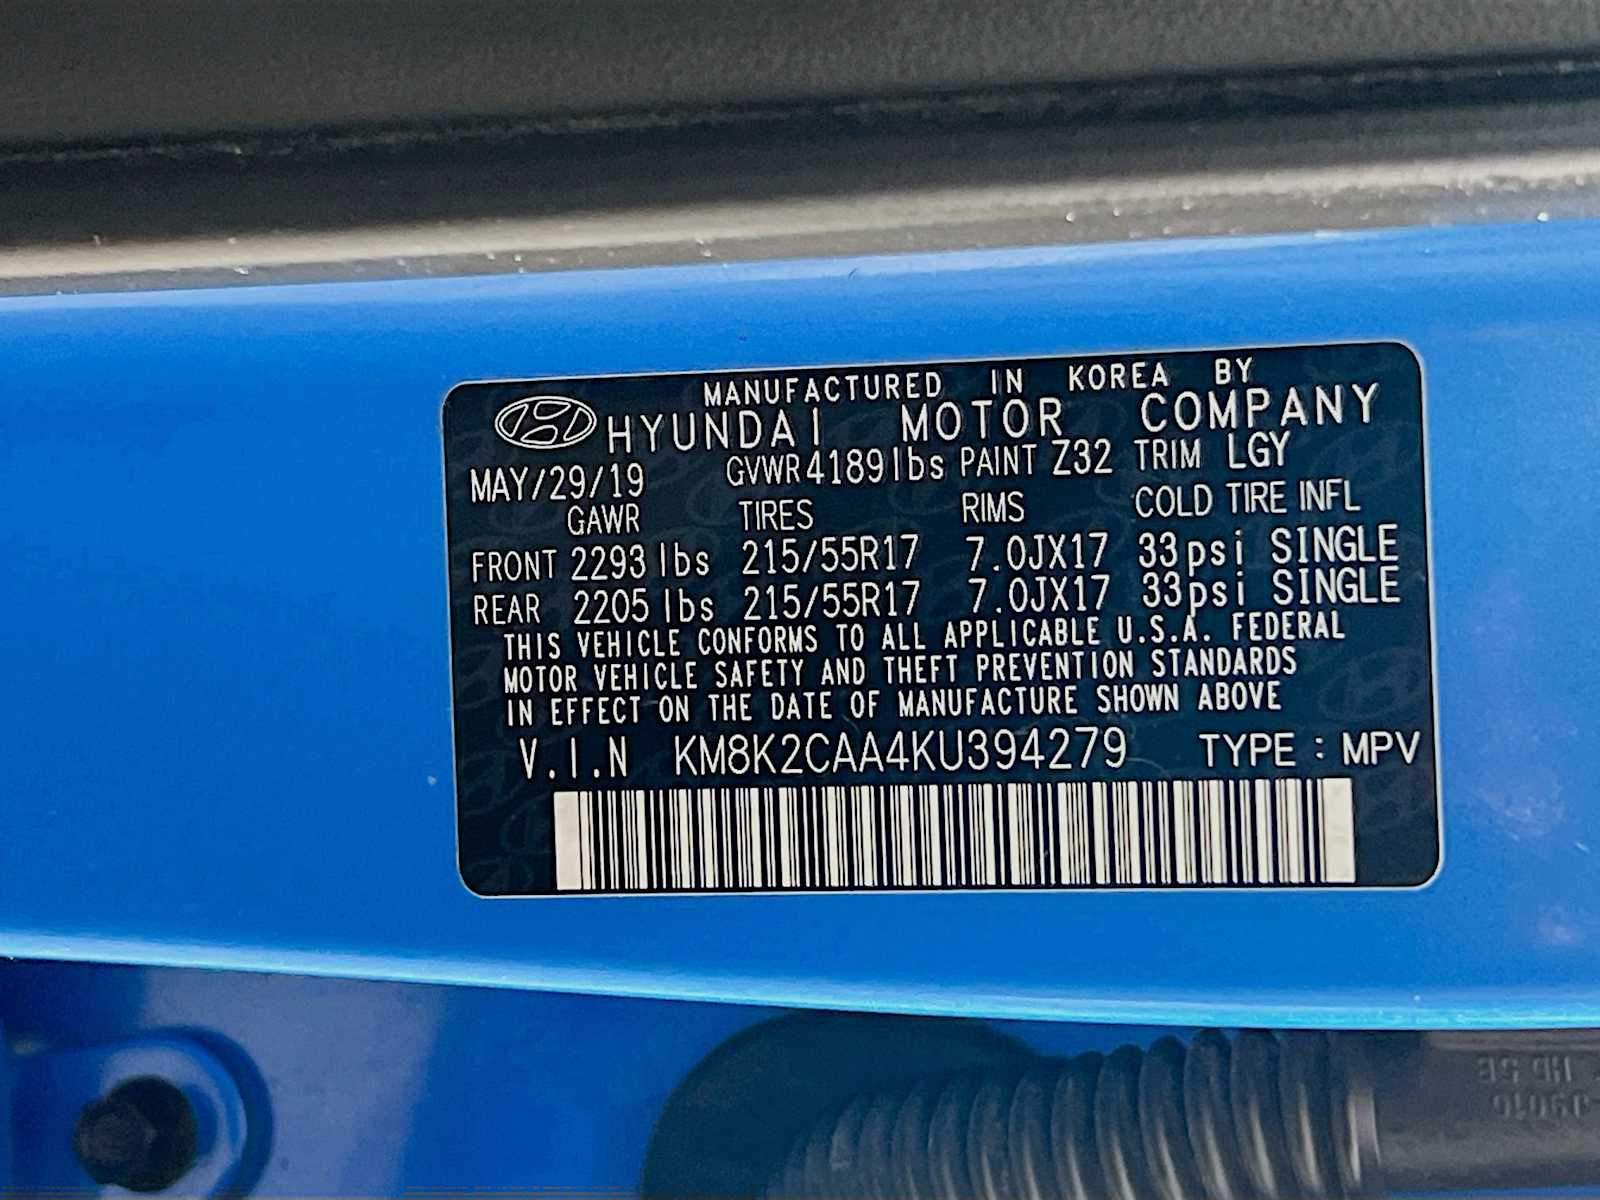 MANUFACTURED IN KOREA BY
HYUNDAI MOTOR COMPANY
MAY/29/19 GVWR 4189lbs PAINT Z32 TRIM LGY
GAWR TIRES RIMS COLD TIRE INFL
FRONT 2293 lbs 215/55R17 7.0JX17 33psi SINGLE
REAR 2205 lbs 215/55R17 7.0JX17 33psi SINGLE
THIS VEHICLE CONFORMS TO ALL APPLICABLE U.S.A. FEDERAL
MOTOR VEHICLE SAFETY AND THEFT PREVENTION STANDARDS
IN EFFECT ON THE DATE OF MANUFACTURE SHOWN ABOVE
V.I.N KM8K2CAA4KU394279 TYPE : MPV